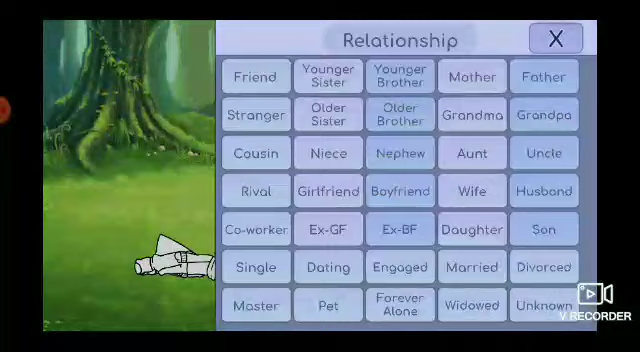 Relationship
X
Friend
Younger
Sister
Younger
Brother
Mother
Father
Stranger
Older
Sister
Older
Brother
Grandma
Grandpa
Cousin
Niece
Nephew
Aunt
Uncle
Rival
Girlfriend
Boyfriend
Wife
Husband
Co-worker
Ex-GF
Ex-BF
Daughter
Son
Single
Dating
Engaged
Married
Divorced
Master
Pet
Forever
Alone
Widowed
Unknown
V RECORDER